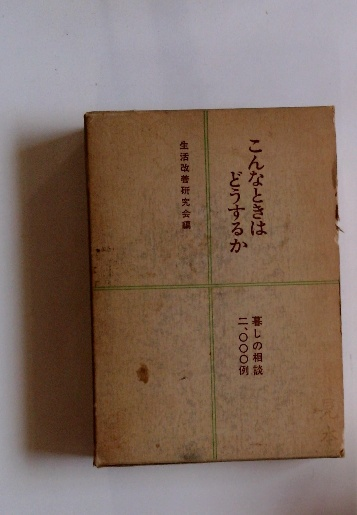 こんなときは
どうするか
暮しの相談
二、〇〇〇例
生活改善研究会編